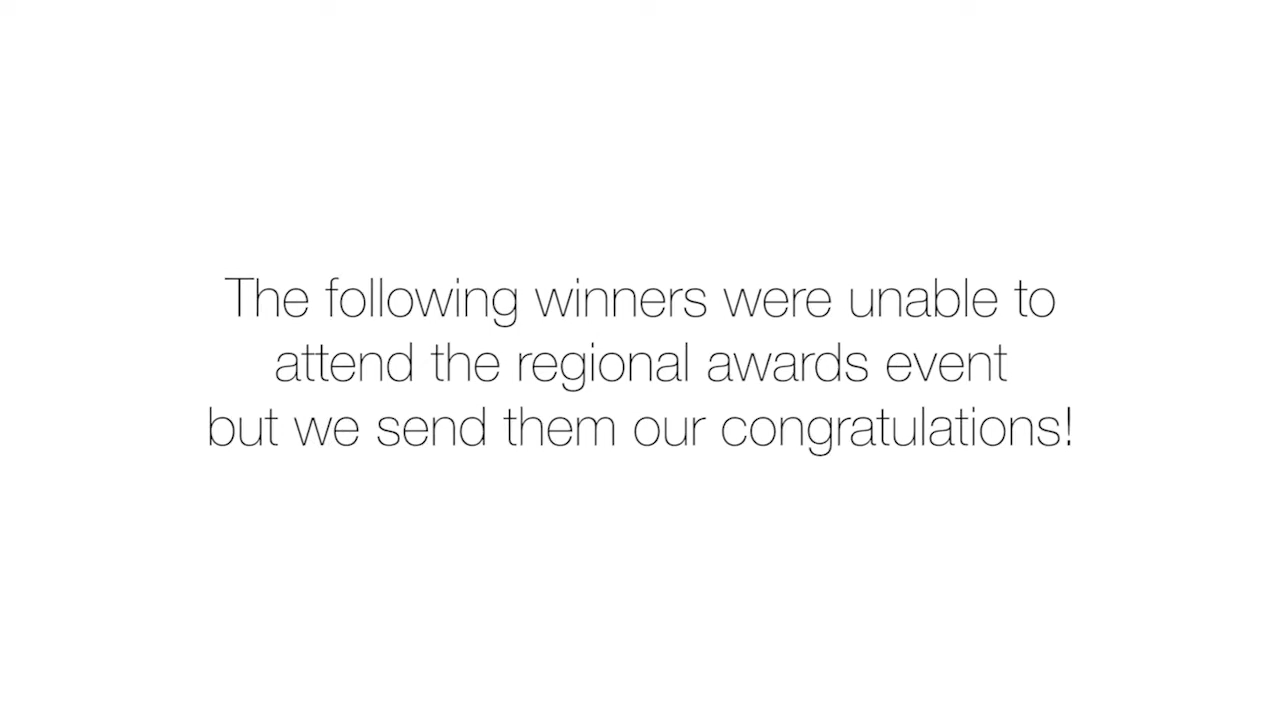 The following winners were unable to
attend the regional awards event
but we send them our congratulations!